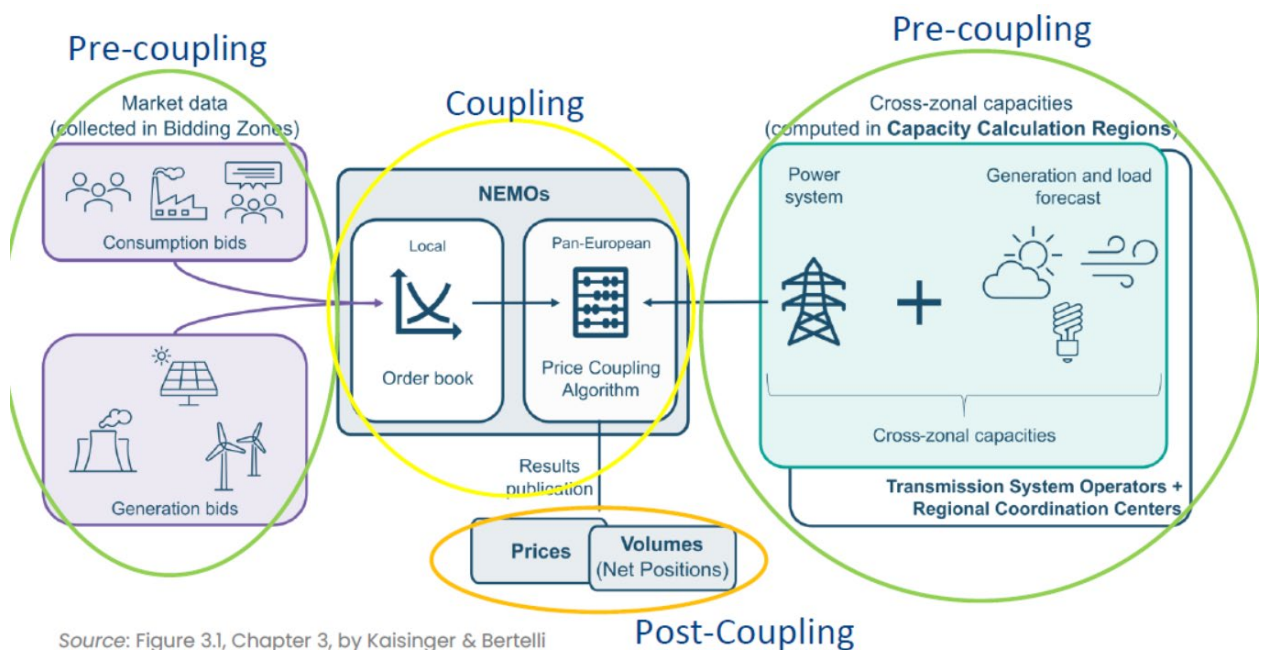 Pre-coupling
Market data
(collected in Bidding Zones)
Consumption bids
Generation bids
Coupling
NEMOs
Local
Order book
Pan-European
Price Coupling
Algorithm
Results
publication
Prices
Volumes
(Net Positions)
Post-Coupling
Pre-coupling
Cross-zonal capacities
(computed in Capacity Calculation Regions)
Power
system
Generation and load
forecast
Cross-zonal capacities
Transmission System Operators +
Regional Coordination Centers
Source: Figure 3.1, Chapter 3, by Kaisinger & Bertelli